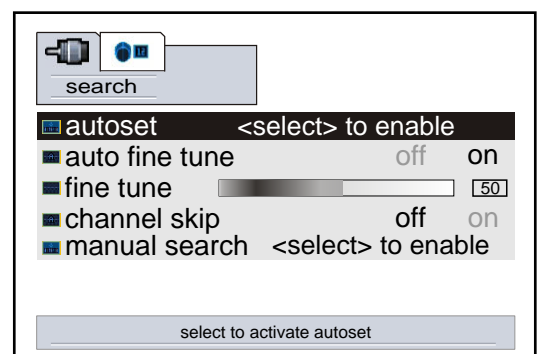 search
autoset <select> to enable
auto fine tune off on
fine tune 50
channel skip off on
manual search <select> to enable
select to activate autoset